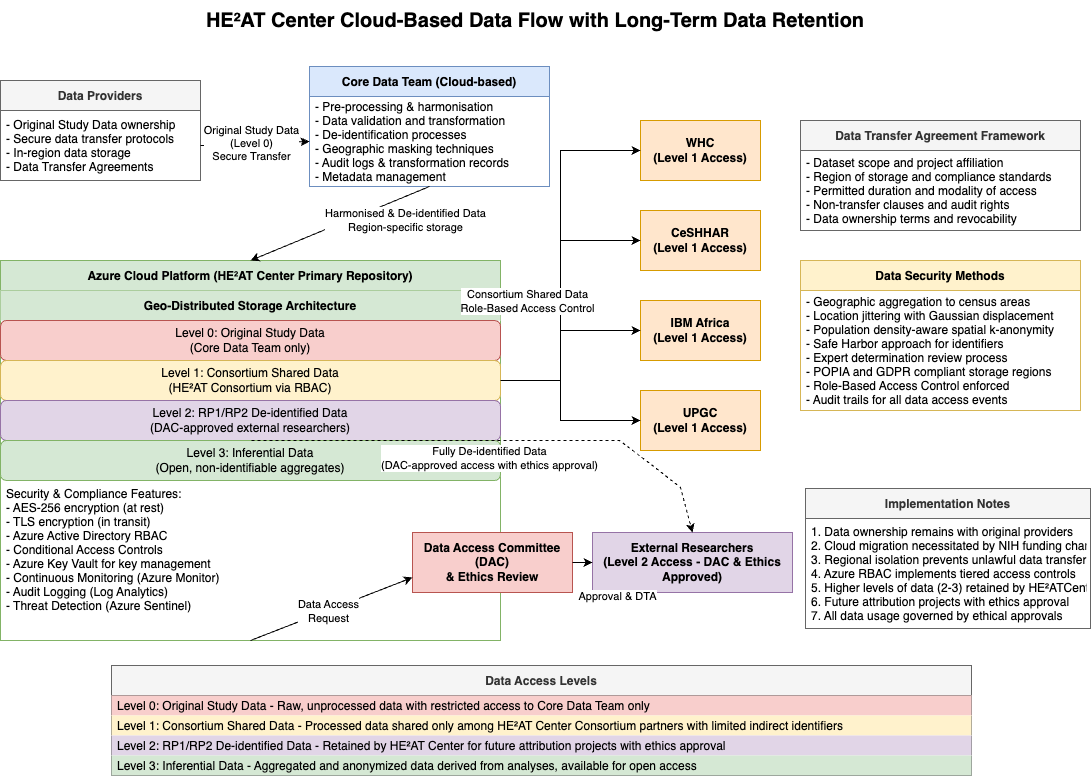 HE²AT Center Cloud-Based Data Flow with Long-Term Data Retention
Data Providers
- Original Study Data ownership
- Secure data transfer protocols
- In-region data storage
- Data Transfer Agreements
Original Study Data
(Level 0)
Secure Transfer
Core Data Team (Cloud-based)
- Pre-processing & harmonisation
- Data validation and transformation
- De-identification processes
- Geographic masking techniques
- Audit logs & transformation records
- Metadata management
Harmonised & De-identified Data
Region-specific storage
Azure Cloud Platform (HE²AT Center Primary Repository)
Geo-Distributed Storage Architecture
Level 0: Original Study Data
(Core Data Team only)
Level 1: Consortium Shared Data
(HE²AT Consortium via RBAC)
Level 2: RP1/RP2 De-identified Data
(DAC-approved external researchers)
Level 3: Inferential Data
(Open, non-identifiable aggregates)
Security & Compliance Features:
- AES-256 encryption (at rest)
- TLS encryption (in transit)
- Azure Active Directory RBAC
- Conditional Access Controls
- Azure Key Vault for key management
- Continuous Monitoring (Azure Monitor)
- Audit Logging (Log Analytics)
- Threat Detection (Azure Sentinel)
Consortium Shared Data
Role-Based Access Control
WHC
(Level 1 Access)
CeSHHAR
(Level 1 Access)
IBM Africa
(Level 1 Access)
UPGC
(Level 1 Access)
Fully De-identified Data
(DAC-approved access with ethics approval)
Data Access
Request
Data Access Committee
(DAC)
& Ethics Review
Approval & DTA
External Researchers
(Level 2 Access - DAC & Ethics
Approved)
Data Transfer Agreement Framework
- Dataset scope and project affiliation
- Region of storage and compliance standards
- Permitted duration and modality of access
- Non-transfer clauses and audit rights
- Data ownership terms and revocability
Data Security Methods
- Geographic aggregation to census areas
- Location jittering with Gaussian displacement
- Population density-aware spatial k-anonymity
- Safe Harbor approach for identifiers
- Expert determination review process
- POPIA and GDPR compliant storage regions
- Role-Based Access Control enforced
- Audit trails for all data access events
Implementation Notes
1. Data ownership remains with original providers
2. Cloud migration necessitated by NIH funding
3. Regional isolation prevents unlawful data transfer
4. Azure RBAC implements tiered access controls
5. Higher levels of data (2-3) retained by
6. Future attribution projects with ethics approval
7. All data usage governed by ethical approvals
Data Access Levels
Level 0: Original Study Data - Raw, unprocessed data with restricted access to Core Data Team only
Level 1: Consortium Shared Data - Processed data shared only among HE²AT Center Consortium partners with limited indirect identifiers
Level 2: RP1/RP2 De-identified Data - Retained by HE²AT Center for future attribution projects with ethics approval
Level 3: Inferential Data - Aggregated and anonymized data derived from analyses, available for open access